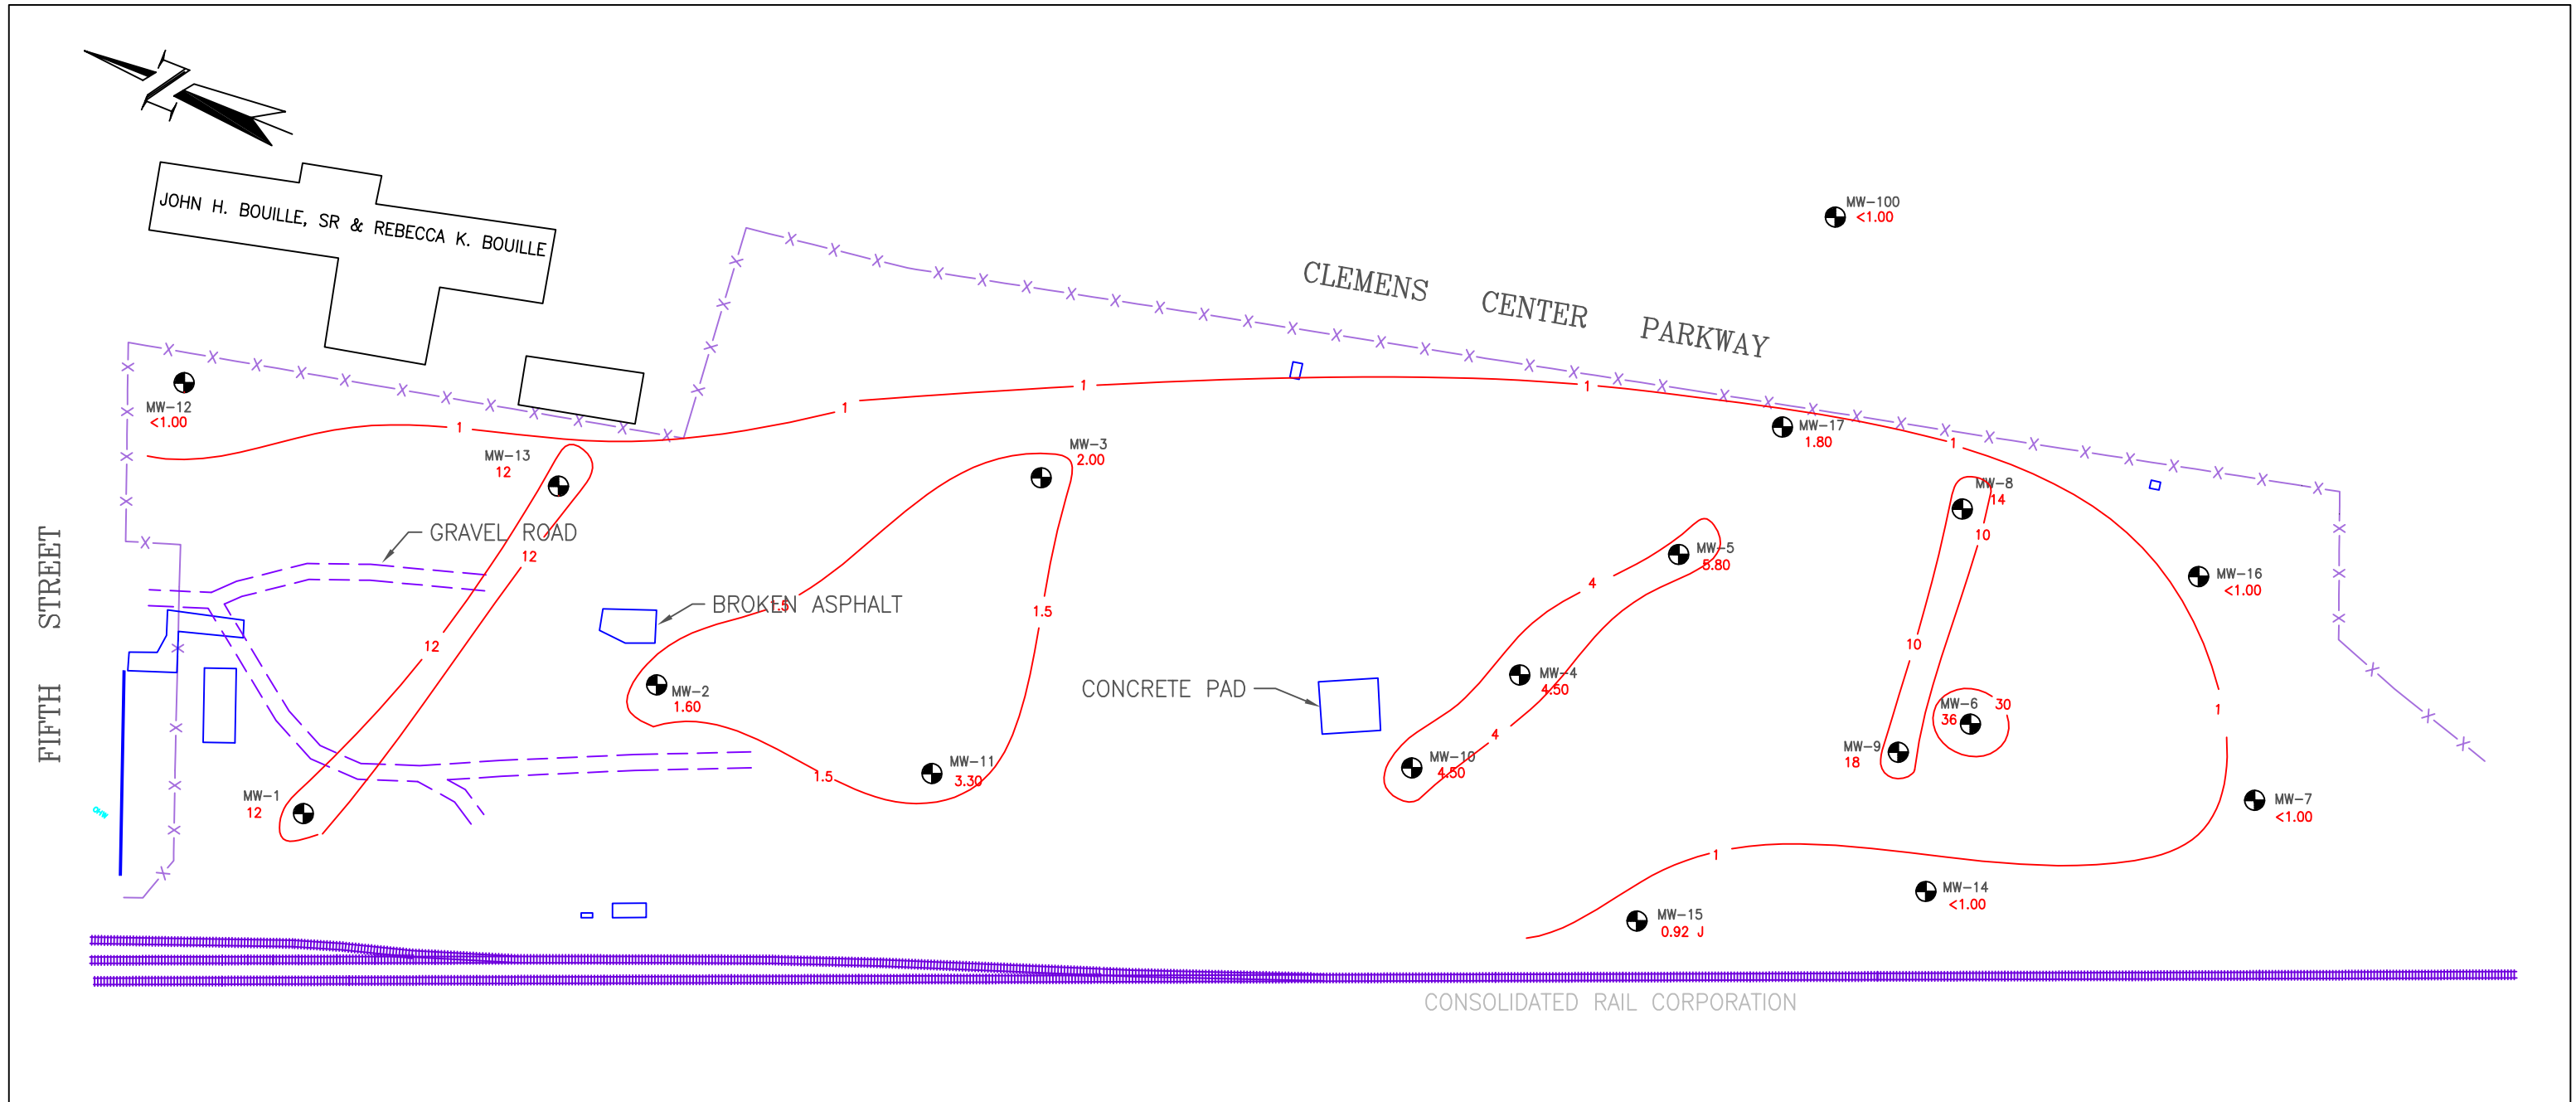 MW-100
<1.00
JOHN H. BOUILLE, SR & REBECCA K. BOUILLE
CLEMENS CENTER PARKWAY
MW-12
<1.00
1
1
1
1
1
MW-17
1.80
MW-13
12
MW-3
2.00
MW-8
14
10
GRAVEL ROAD
12
MW-5
5.80
4
MW-16
<1.00
FIFTH STREET
BROKEN ASPHALT
1.5
1.5
12
10
MW-2
1.60
CONCRETE PAD
MW-4
4.50
4
MW-6
36
30
1
MW-9
18
MW-11
3.30
1.5
MW-10
4.50
MW-1
12
OHW
MW-7
<1.00
1
MW-14
<1.00
MW-15
0.92 J
CONSOLIDATED RAIL CORPORATION